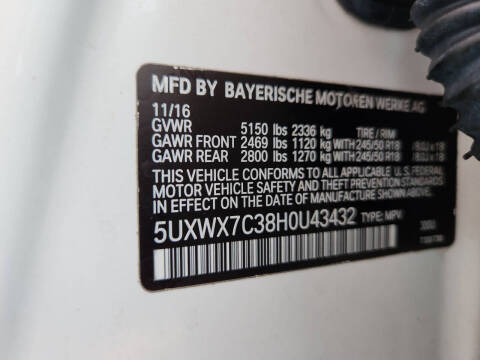 MFD BY BAYERISCHE MOTOREN WERKE AG
11/16
GVWR 5150 lbs 2336 kg TIRE / RIM
GAWR FRONT 2469 lbs 1120 kg WITH 245/50 R18
GAWR REAR 2800 lbs 1270 kg WITH 245/50 R18
THIS VEHICLE CONFORMS TO ALL APPLICABLE U.S. FEDERAL
MOTOR VEHICLE SAFETY AND THEFT PREVENTION STANDARDS
IN EFFECT ON THE DATE OF MANUFACTURE SHOWN ABOVE.
5UXWX7C38H0U43432 TYPE: MPV